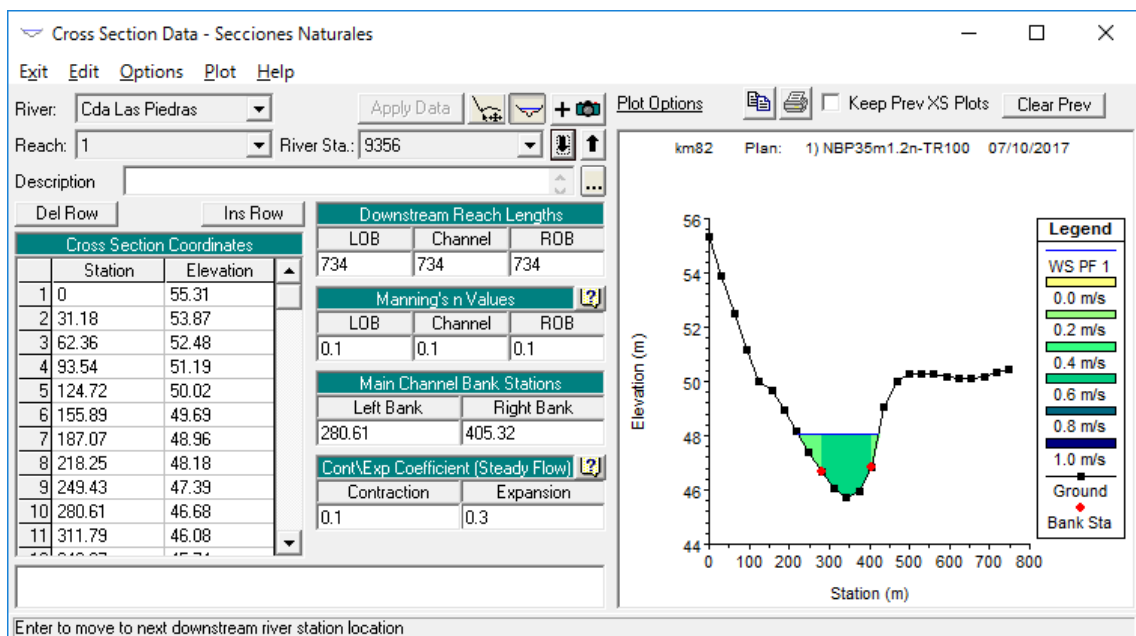 Cross Section Data - Secciones Naturales
Exit Edit Options Plot Help
River: Cda Las Piedras Apply Data
Reach: 1 River Sta.: 9356
Description ...
Del Row Ins Row
Cross Section Coordinates
Station Elevation
1 0 55.31
2 31.18 53.87
3 62.36 52.48
4 93.54 51.19
5 124.72 50.02
6 155.89 49.69
7 187.07 48.96
8 218.25 48.18
9 249.43 47.39
10 280.61 46.68
11 311.79 46.08
Downstream Reach Lengths
LOB Channel ROB
734 734 734
Manning's n Values
LOB Channel ROB
0.1 0.1 0.1
Main Channel Bank Stations
Left Bank Right Bank
280.61 405.32
Cont\Exp Coefficient (Steady Flow)
Contraction Expansion
0.1 0.3
Plot Options Keep Prev XS Plots Clear Prev
km82 Plan: 1) NBP35m1.2n-TR100 07/10/2017
56
54
52
50
48
46
44
Elevation (m)
0 100 200 300 400 500 600 700 800
Station (m)
Legend
WS PF 1
0.0 m/s
0.2 m/s
0.4 m/s
0.6 m/s
0.8 m/s
1.0 m/s
Ground
Bank Sta
Enter to move to next downstream river station location